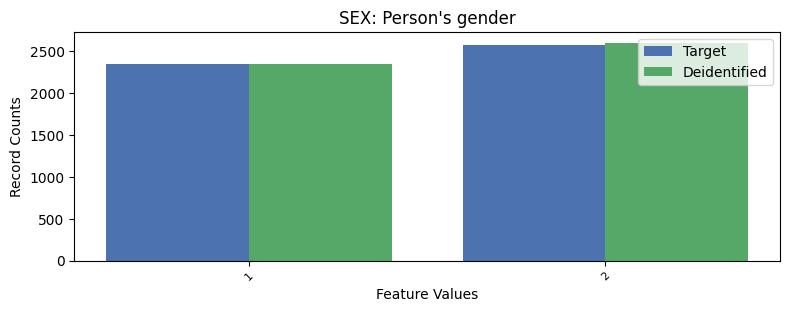 SEX: Person's gender
Target
Deidentified
Record Counts
2500
2000
1500
1000
500
0
1
2
Feature Values